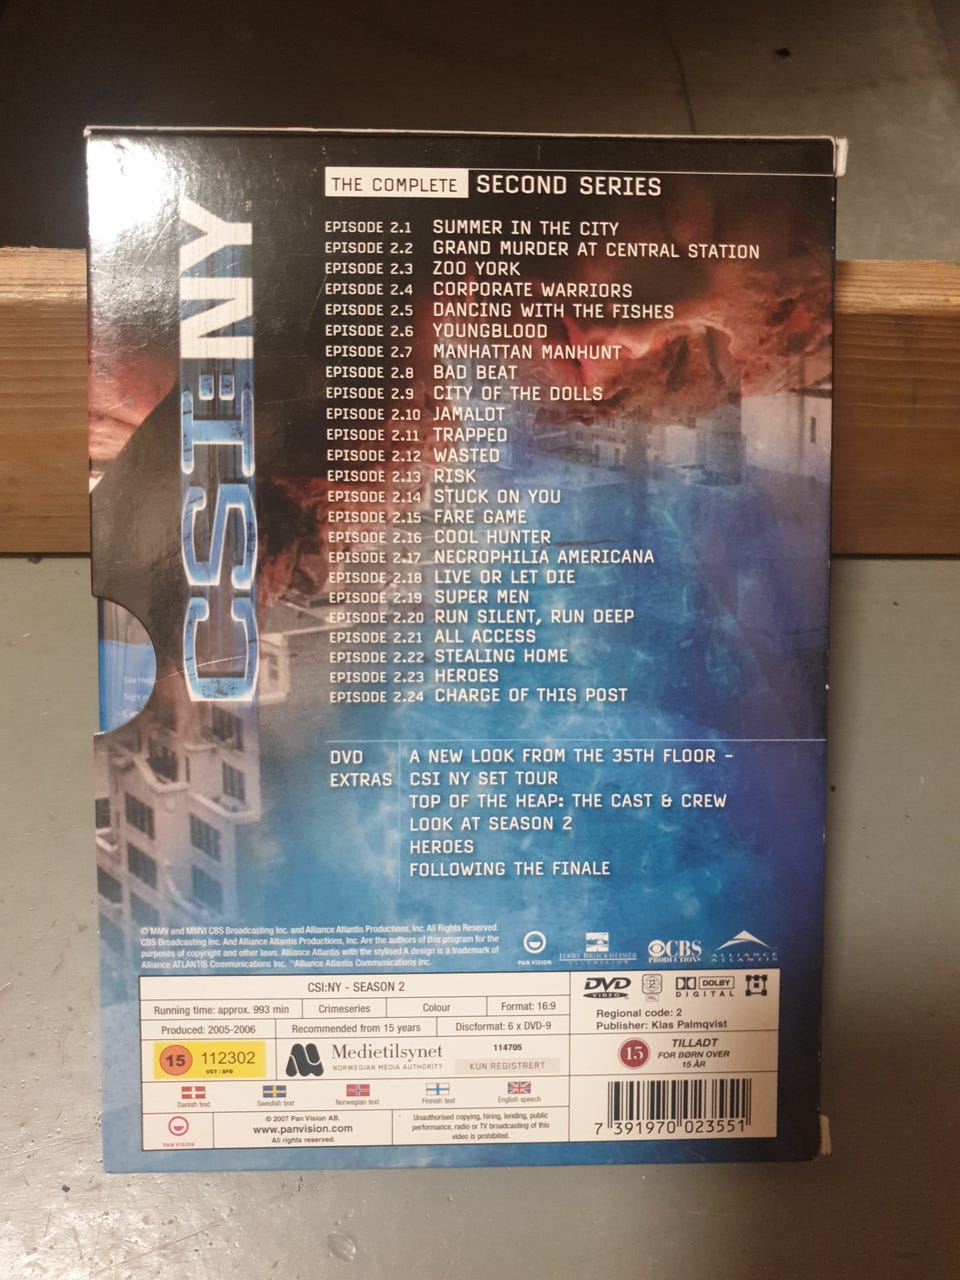 CSI:NY™
THE COMPLETE SECOND SERIES
EPISODE 2.1 SUMMER IN THE CITY
EPISODE 2.2 GRAND MURDER AT CENTRAL STATION
EPISODE 2.3 ZOO YORK
EPISODE 2.4 CORPORATE WARRIORS
EPISODE 2.5 DANCING WITH THE FISHES
EPISODE 2.6 YOUNGBLOOD
EPISODE 2.7 MANHATTAN MANHUNT
EPISODE 2.8 BAD BEAT
EPISODE 2.9 CITY OF THE DOLLS
EPISODE 2.10 JAMALOT
EPISODE 2.11 TRAPPED
EPISODE 2.12 WASTED
EPISODE 2.13 RISK
EPISODE 2.14 STUCK ON YOU
EPISODE 2.15 FARE GAME
EPISODE 2.16 COOL HUNTER
EPISODE 2.17 NECROPHILIA AMERICANA
EPISODE 2.18 LIVE OR LET DIE
EPISODE 2.19 SUPER MEN
EPISODE 2.20 RUN SILENT, RUN DEEP
EPISODE 2.21 ALL ACCESS
EPISODE 2.22 STEALING HOME
EPISODE 2.23 HEROES
EPISODE 2.24 CHARGE OF THIS POST
DVD EXTRAS
A NEW LOOK FROM THE 35TH FLOOR -
CSI NY SET TOUR
TOP OF THE HEAP: THE CAST & CREW
LOOK AT SEASON 2
HEROES
FOLLOWING THE FINALE
© MMV and MMVI CBS Broadcasting Inc. and Alliance Atlantis Productions, Inc. All Rights Reserved.
CBS Broadcasting Inc. And Alliance Atlantis Productions, Inc. Are the authors of this program for the
purposes of copyright and other laws. Alliance Atlantis with the stylised A design is a trademark of
Alliance ATLANTIS Communications Inc. ™Alliance Atlantis Communications Inc.
PAN VISION
JERRY BRUCKHEIMER
TELEVISION
CBS
PRODUCTIONS
ALLIANCE
ATLANTIS
CSI:NY - SEASON 2
Running time: approx. 993 min
Crimeseries
Colour
Format: 16:9
Produced: 2005-2006
Recommended from 15 years
Discformat: 6 x DVD-9
DVD
VIDEO
2
PAL
DOLBY
DIGITAL
Regional code: 2
Publisher: Klas Palmqvist
15
112302
VET / SFB
Medietilsynet
NORWEGIAN MEDIA AUTHORITY
114705
KUN REGISTRERT
15
TILLADT
FOR BØRN OVER
15 ÅR
Danish text
Swedish text
Norwegian text
Finnish text
English speech
PAN VISION
© 2007 Pan Vision AB.
www.panvision.com
All rights reserved.
Unauthorised copying, hiring, lending, public
performance, radio or TV broadcasting of this
video is prohibited.
7 391970 023551